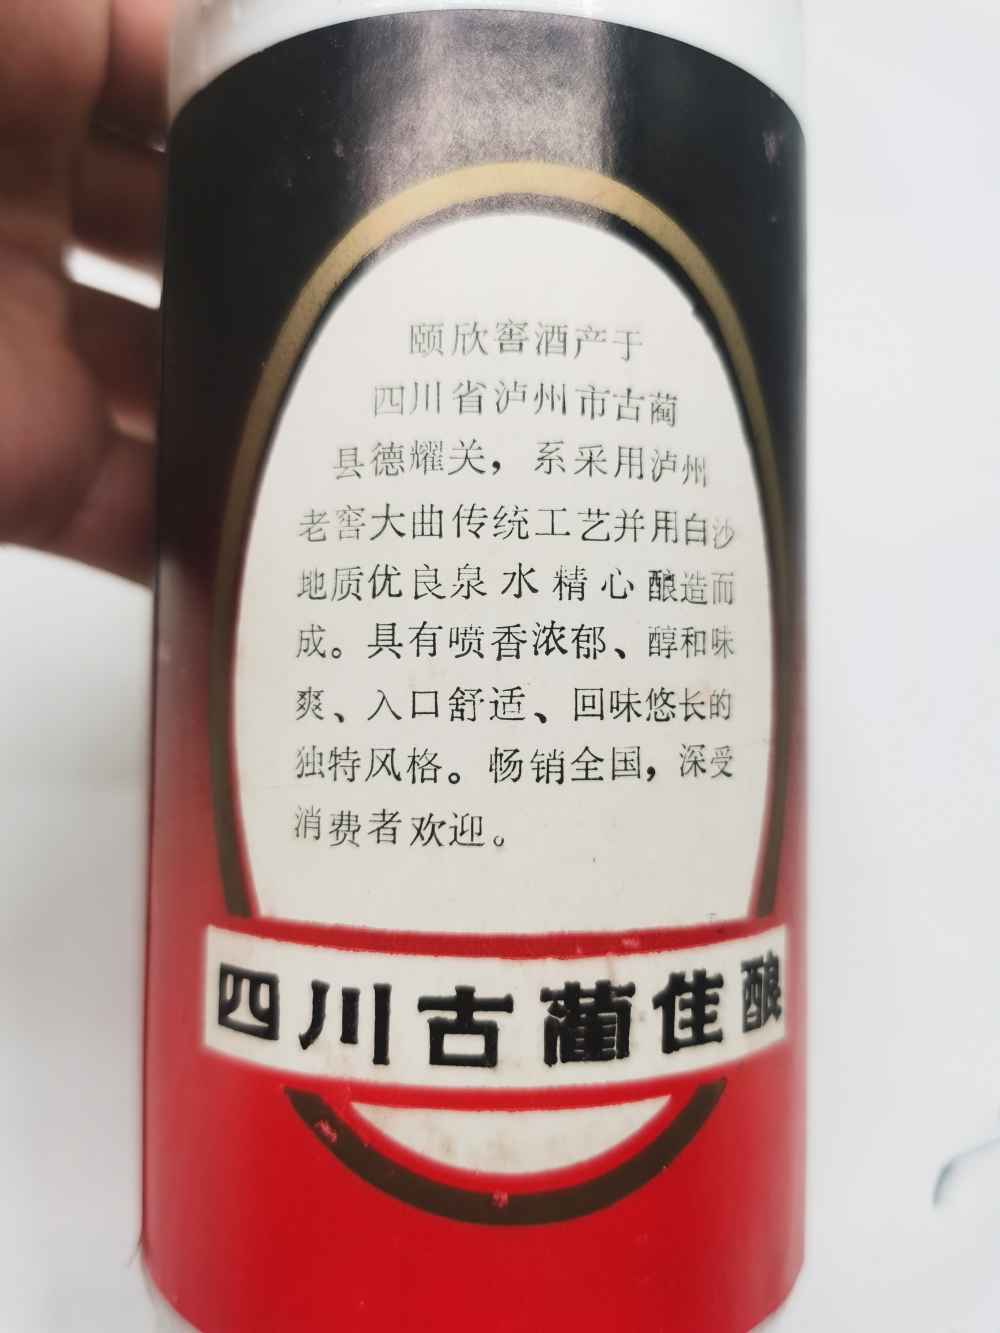 颐欣窖酒产于
四川省泸州市古蔺
县德耀关，系采用泸州
老窖大曲传统工艺并用白沙
地质优良泉水精心酿造而
成。具有喷香浓郁、醇和味
爽、入口舒适、回味悠长的
独特风格。畅销全国，深受
消费者欢迎。
四川古蔺佳酿